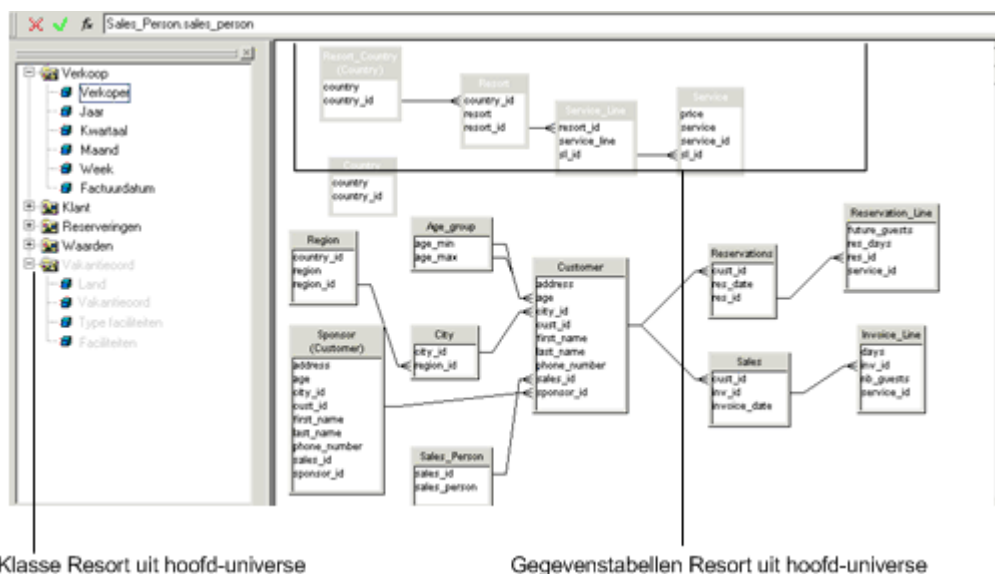 Sales_Person.sales_person
Verkoop
Verkoper
Jaar
Kwartaal
Maand
Week
Factuurdatum
Klant
Reserveringen
Waarden
Vakantieoord
Land
Vakantieoord
Type faciliteiten
Faciliteiten
Resort_Country
(Country)
country
country_id
Resort
country_id
resort
resort_id
Service_Line
resort_id
service_line
sl_id
Service
price
service
service_id
sl_id
Country
country
country_id
Region
country_id
region
region_id
Age_group
age_min
age_max
Customer
address
age
city_id
cust_id
first_name
last_name
phone_number
sales_id
sponsor_id
Reservations
cust_id
res_date
res_id
Reservation_Line
future_guests
res_days
res_id
service_id
Sponsor
(Customer)
address
age
city_id
cust_id
first_name
last_name
phone_number
sales_id
sponsor_id
City
city_id
region_id
Sales
cust_id
inv_id
invoice_date
Invoice_Line
days
inv_id
nb_guests
service_id
Sales_Person
sales_id
sales_person
Klasse Resort uit hoofd-universe
Gegevenstabellen Resort uit hoofd-universe